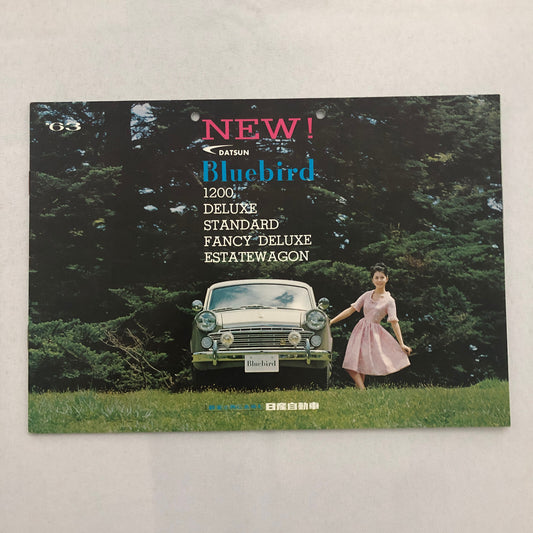 '63
NEW!
DATSUN
Bluebird
1200
DELUXE
STANDARD
FANCY DELUXE
ESTATEWAGON
Bluebird
日産自動車